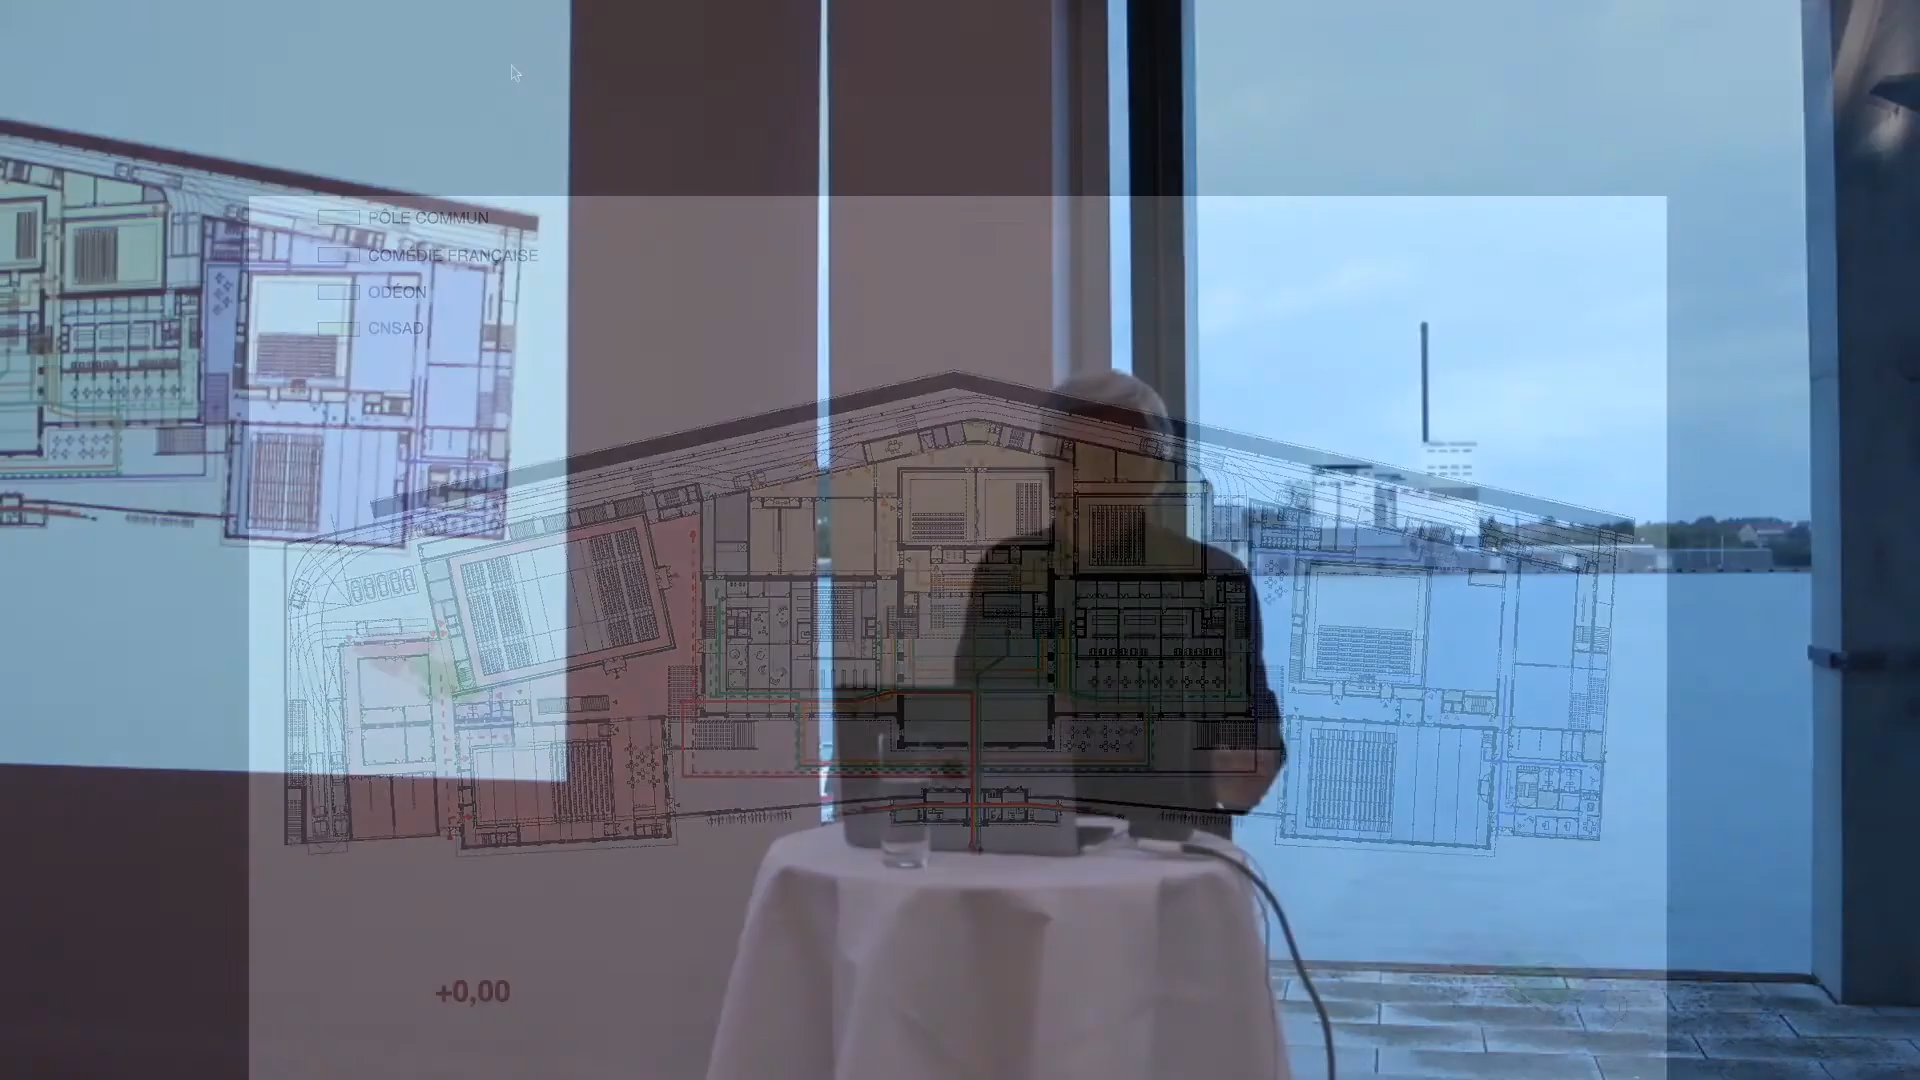 PÔLE COMMUN
COMÉDIE FRANÇAISE
ODÉON
CNSAD
+0,00